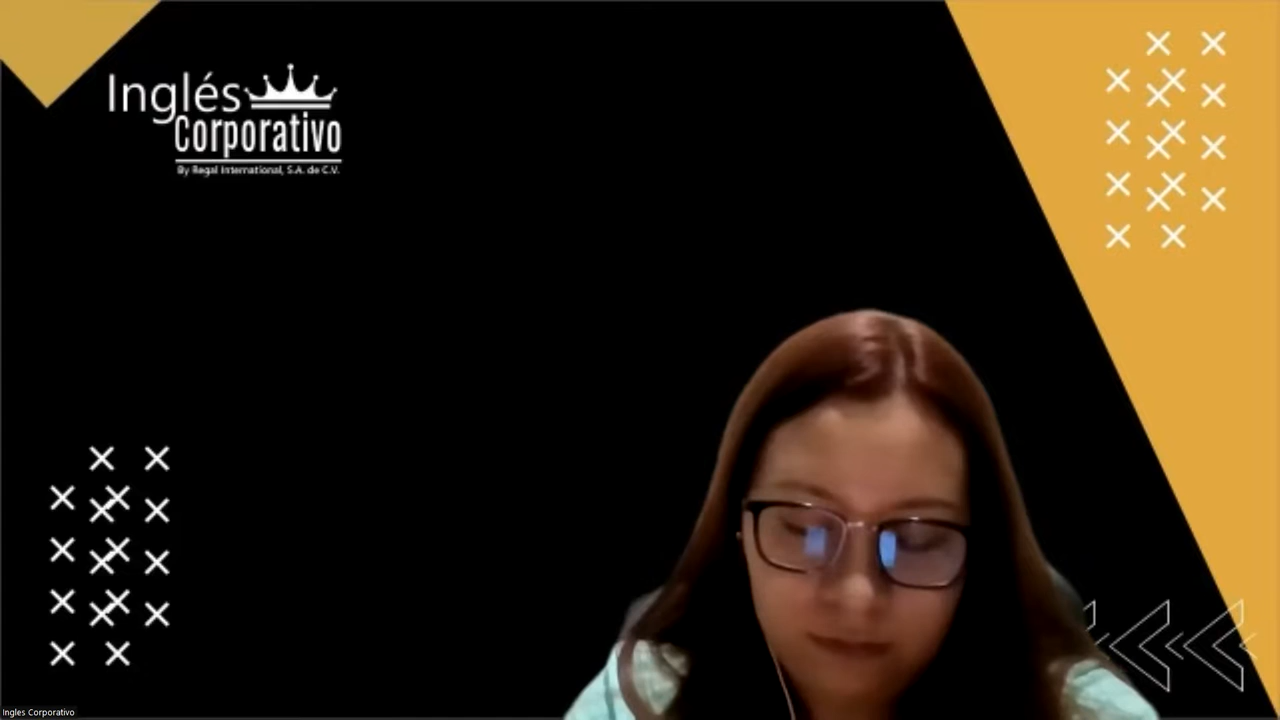 Inglés
Corporativo
By Regal International, S.A. de C.V.
Ingles Corporativo